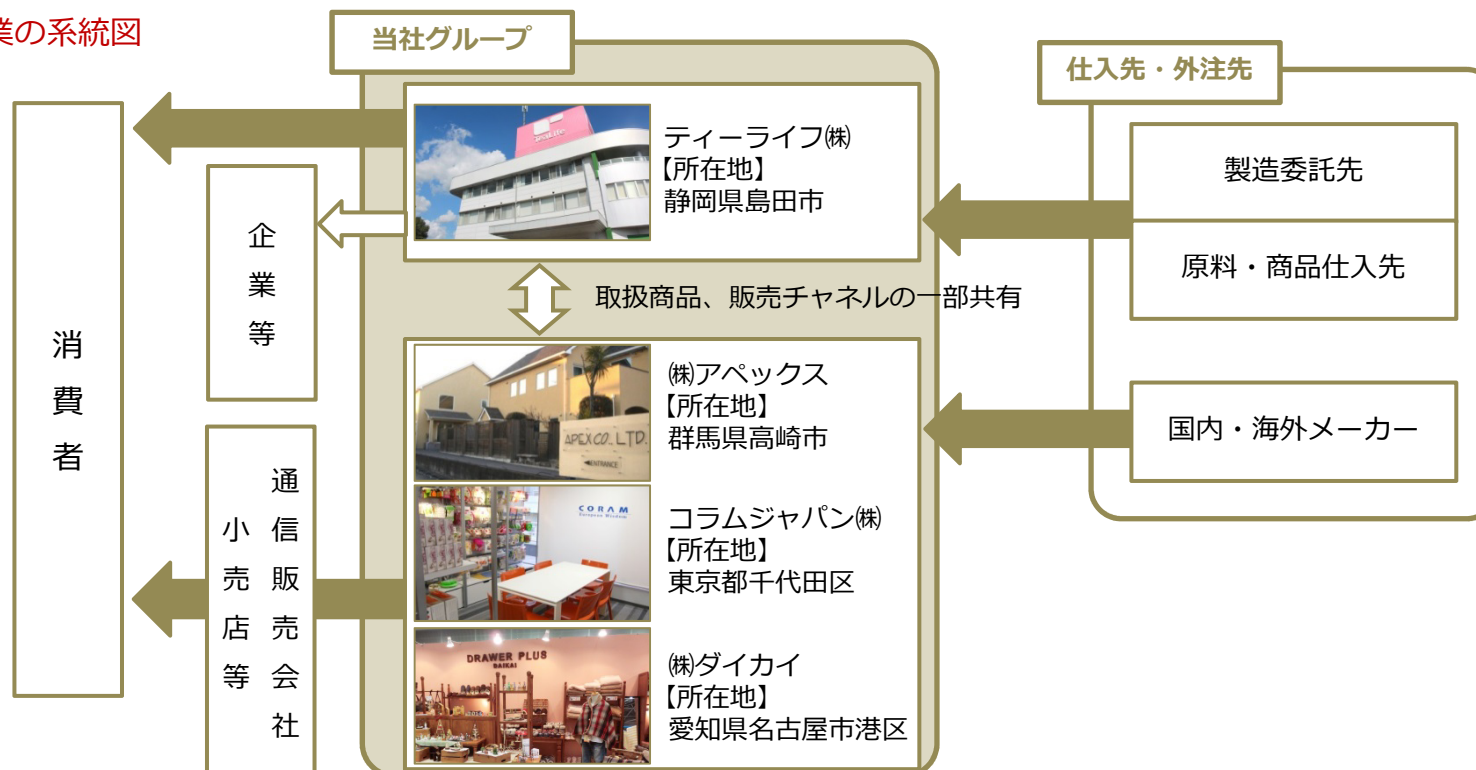 業の系統図
当社グループ
仕入先・外注先
消費者
企業等
通信販売会社
小売店等
TeaLife
ティーライフ㈱
【所在地】
静岡県島田市
取扱商品、販売チャネルの一部共有
APEX CO., LTD.
ENTRANCE
㈱アペックス
【所在地】
群馬県高崎市
CORAM
European Window
コラムジャパン㈱
【所在地】
東京都千代田区
DRAWER PLUS
DAIKAI
㈱ダイカイ
【所在地】
愛知県名古屋市港区
製造委託先
原料・商品仕入先
国内・海外メーカー